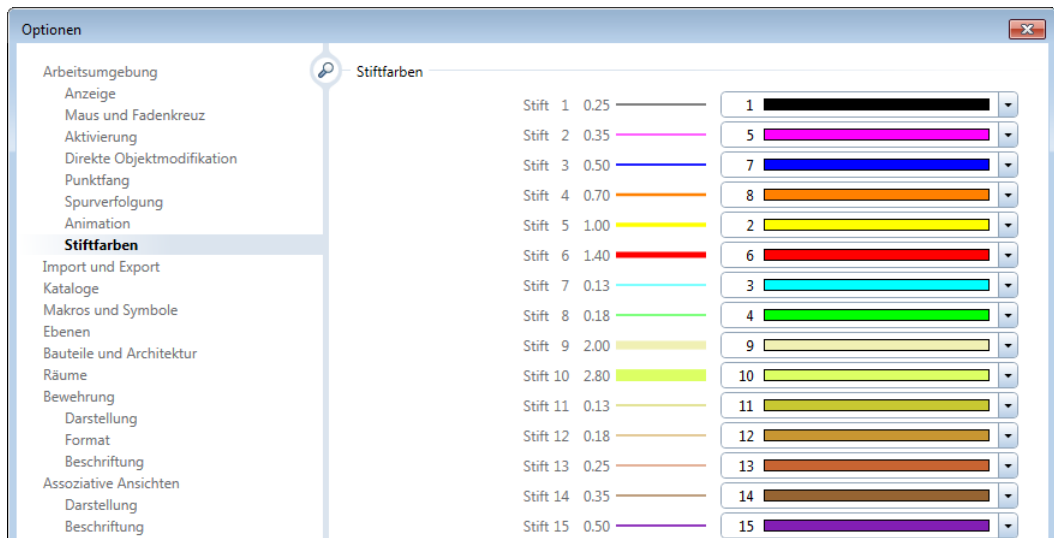 Optionen
Arbeitsumgebung
Anzeige
Maus und Fadenkreuz
Aktivierung
Direkte Objektmodifikation
Punktfang
Spurverfolgung
Animation
Stiftfarben
Import und Export
Kataloge
Makros und Symbole
Ebenen
Bauteile und Architektur
Räume
Bewehrung
Darstellung
Format
Beschriftung
Assoziative Ansichten
Darstellung
Beschriftung
Stiftfarben
Stift 1 0.25 1
Stift 2 0.35 5
Stift 3 0.50 7
Stift 4 0.70 8
Stift 5 1.00 2
Stift 6 1.40 6
Stift 7 0.13 3
Stift 8 0.18 4
Stift 9 2.00 9
Stift 10 2.80 10
Stift 11 0.13 11
Stift 12 0.18 12
Stift 13 0.25 13
Stift 14 0.35 14
Stift 15 0.50 15